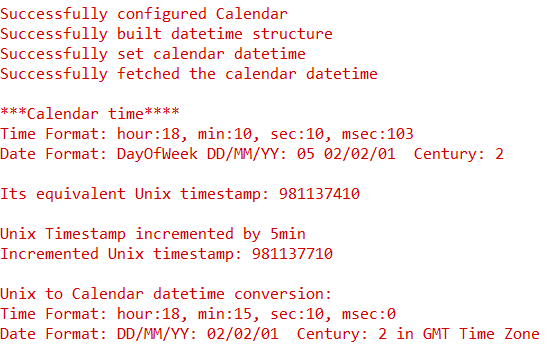 Successfully configured Calendar
Successfully built datetime structure
Successfully set calendar datetime
Successfully fetched the calendar datetime
***Calendar time****
Time Format: hour:18, min:10, sec:10, msec:103
Date Format: DayOfWeek DD/MM/YY: 05 02/02/01  Century: 2
Its equivalent Unix timestamp: 981137410
Unix Timestamp incremented by 5min
Incremented Unix timestamp: 981137710
Unix to Calendar datetime conversion:
Time Format: hour:18, min:15, sec:10, msec:0
Date Format: DD/MM/YY: 02/02/01  Century: 2 in GMT Time Zone